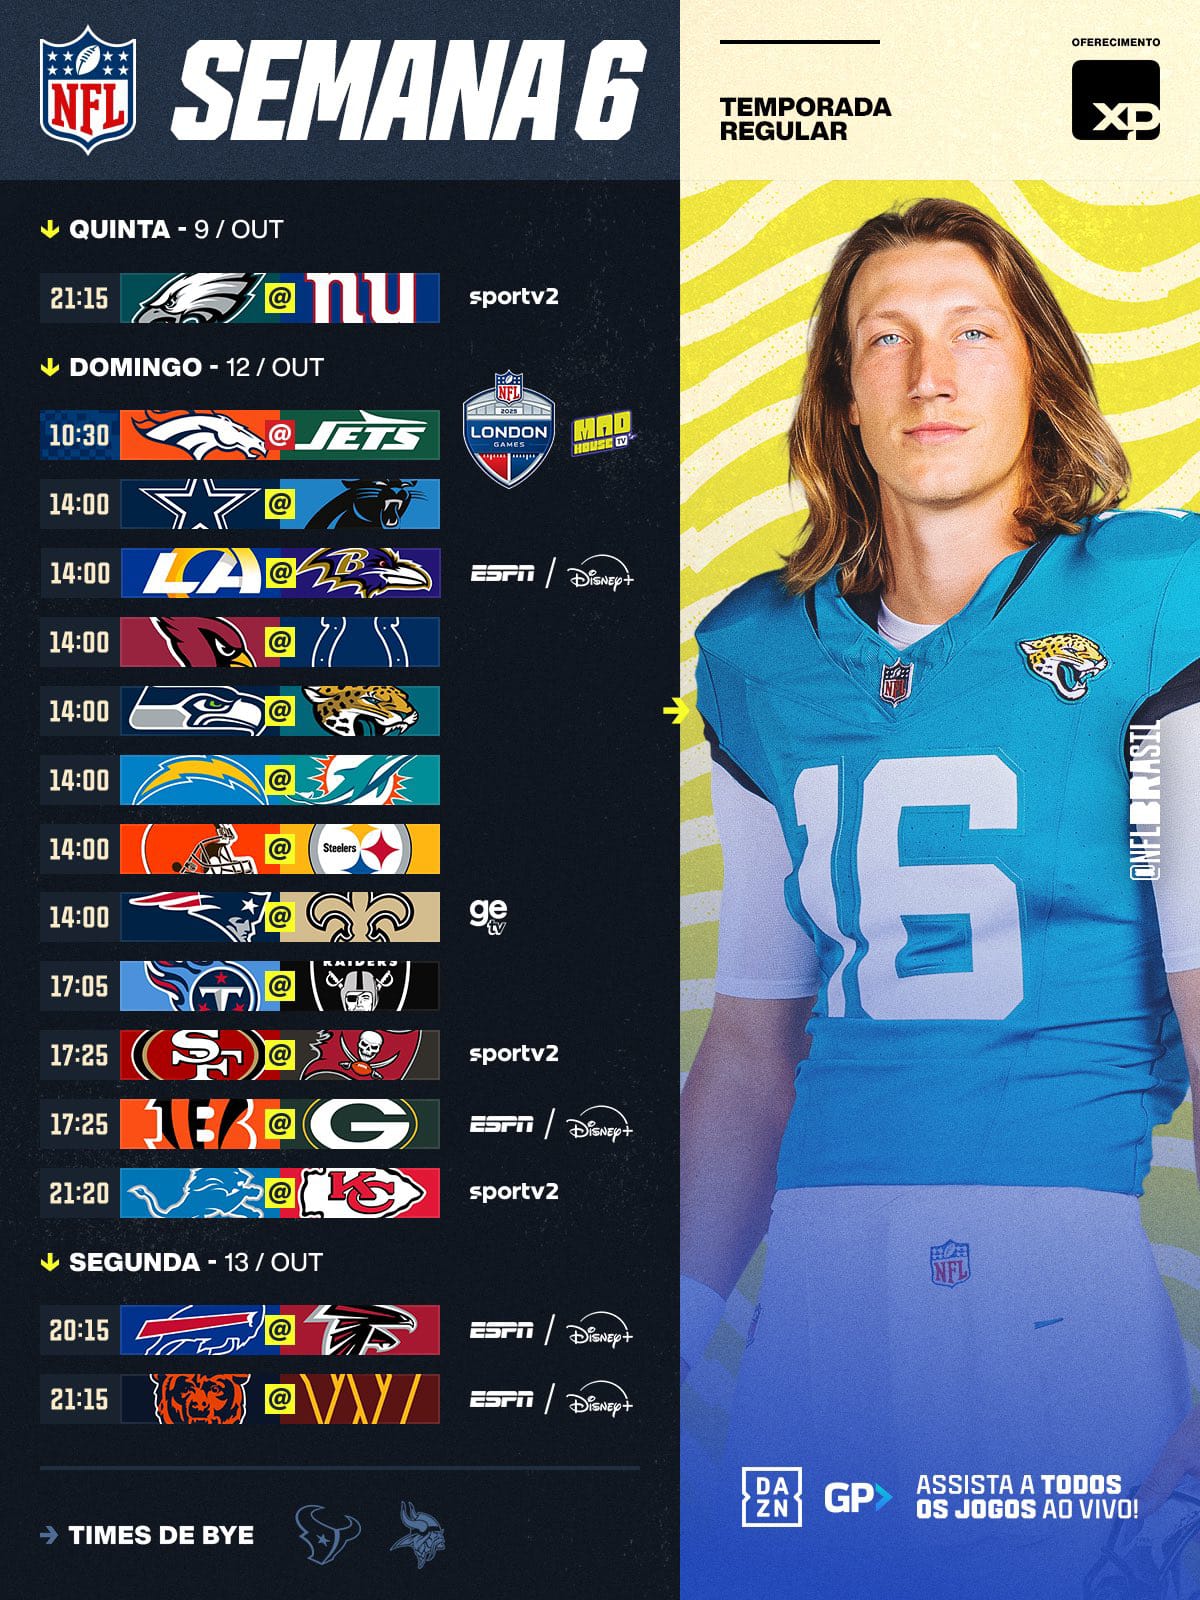 NFL
SEMANA 6
TEMPORADA
REGULAR
OFERECIMENTO
XP
QUINTA - 9 / OUT
21:15 @ ny sportv2
DOMINGO - 12 / OUT
10:30 @ JETS
NFL
2025
LONDON
GAMES
MAD
HOUSE TV
14:00 @
14:00 LA @ B ESPN / Disney+
14:00 @
14:00 @
14:00 @
14:00 @ Steelers
14:00 @ ge
tv
17:05 T @ RAIDERS
17:25 SF @ sportv2
17:25 B @ G ESPN / Disney+
21:20 @ KC sportv2
SEGUNDA - 13 / OUT
20:15 @ ESPN / Disney+
21:15 @ W ESPN / Disney+
TIMES DE BYE
NFL
16
@NFLBRASIL
NFL
DA
ZN
GP
ASSISTA A TODOS
OS JOGOS AO VIVO!